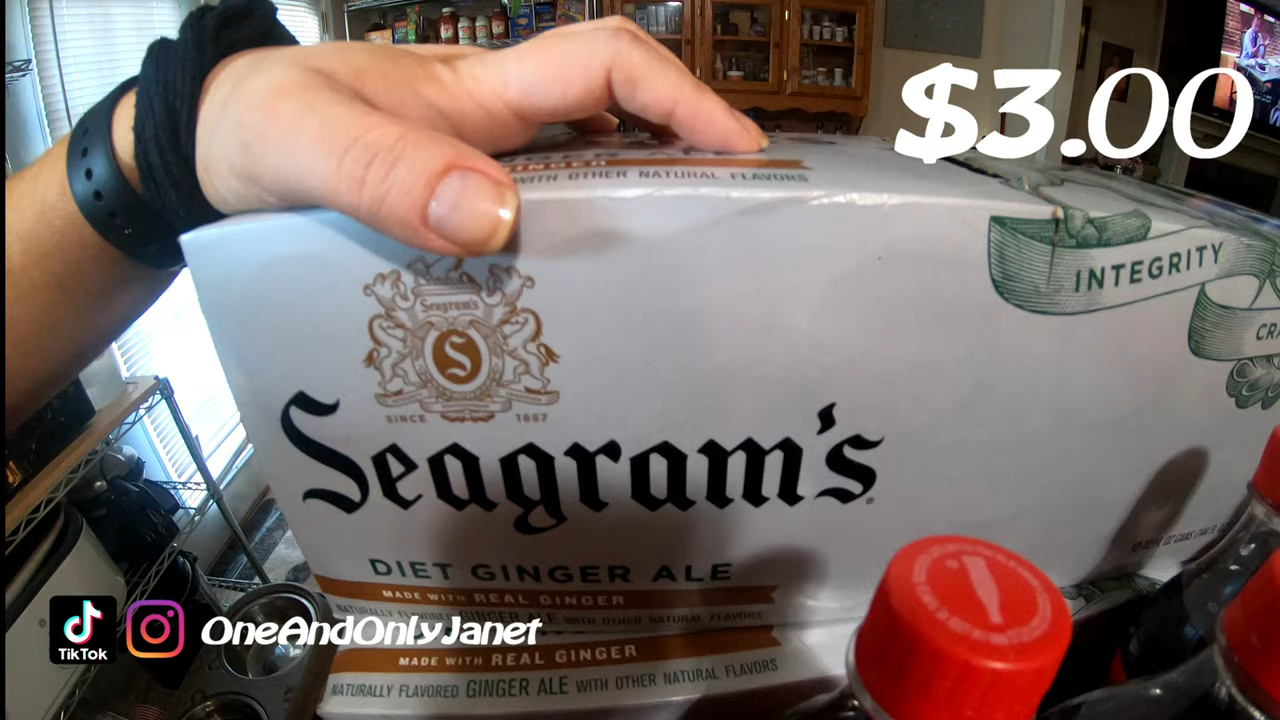 $3.00
WITH OTHER NATURAL FLAVORS
INTEGRITY
Seagram's
S
SINCE 1857
Seagram's
DIET GINGER ALE
MADE WITH REAL GINGER
NATURALLY FLAVORED GINGER ALE WITH OTHER NATURAL FLAVORS
MADE WITH REAL GINGER
NATURALLY FLAVORED GINGER ALE WITH OTHER NATURAL FLAVORS
TikTok
OneAndOnlyJanet